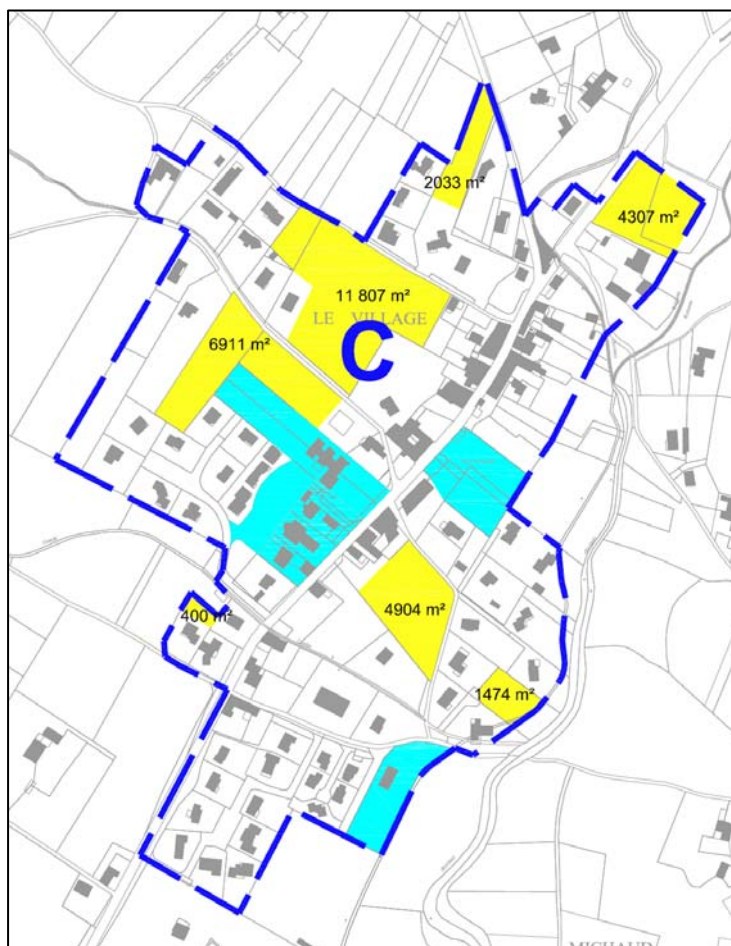 2033 m²
4307 m²
11 807 m²
LE VILLAGE
6911 m²
C
4904 m²
400 m²
1474 m²
MICHAUD